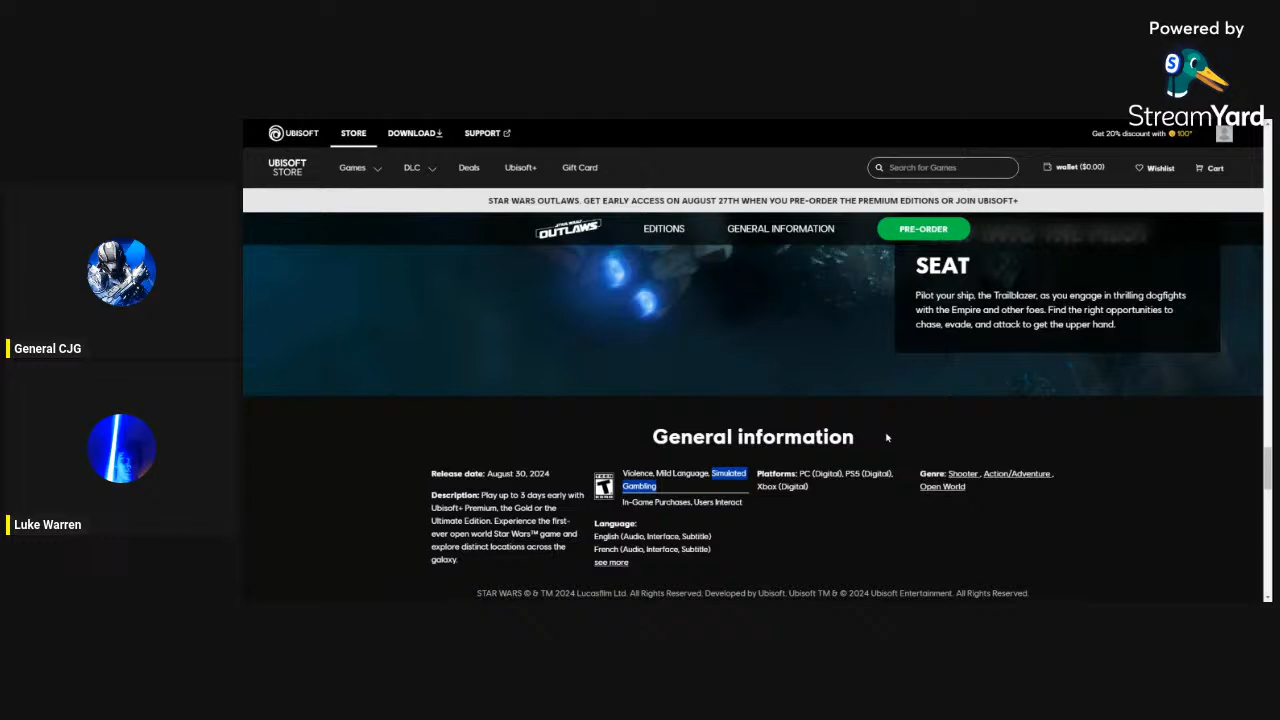 Powered by
S
StreamYard
UBISOFT
STORE
DOWNLOAD
SUPPORT
Get 20% discount with 100*
UBISOFT
STORE
Games
DLC
Deals
Ubisoft+
Gift Card
Search for Games
wallet ($0.00)
Wishlist
Cart
STAR WARS OUTLAWS. GET EARLY ACCESS ON AUGUST 27TH WHEN YOU PRE-ORDER THE PREMIUM EDITIONS OR JOIN UBISOFT+
STAR WARS
OUTLAWS
EDITIONS
GENERAL INFORMATION
PRE-ORDER
SEAT
Pilot your ship, the Trailblazer, as you engage in thrilling dogfights
with the Empire and other foes. Find the right opportunities to
chase, evade, and attack to get the upper hand.
General CJG
Luke Warren
General information
Release date: August 30, 2024
Description: Play up to 3 days early with
Ubisoft+ Premium, the Gold or the
Ultimate Edition. Experience the first-
ever open world Star Wars™ game and
explore distinct locations across the
galaxy.
T
Violence, Mild Language, Simulated
Gambling
In-Game Purchases, Users Interact
Language:
English (Audio, Interface, Subtitle)
French (Audio, Interface, Subtitle)
see more
Platforms: PC (Digital), PS5 (Digital),
Xbox (Digital)
Genre: Shooter , Action/Adventure ,
Open World
STAR WARS © & TM 2024 Lucasfilm Ltd. All Rights Reserved. Developed by Ubisoft. Ubisoft TM & © 2024 Ubisoft Entertainment. All Rights Reserved.